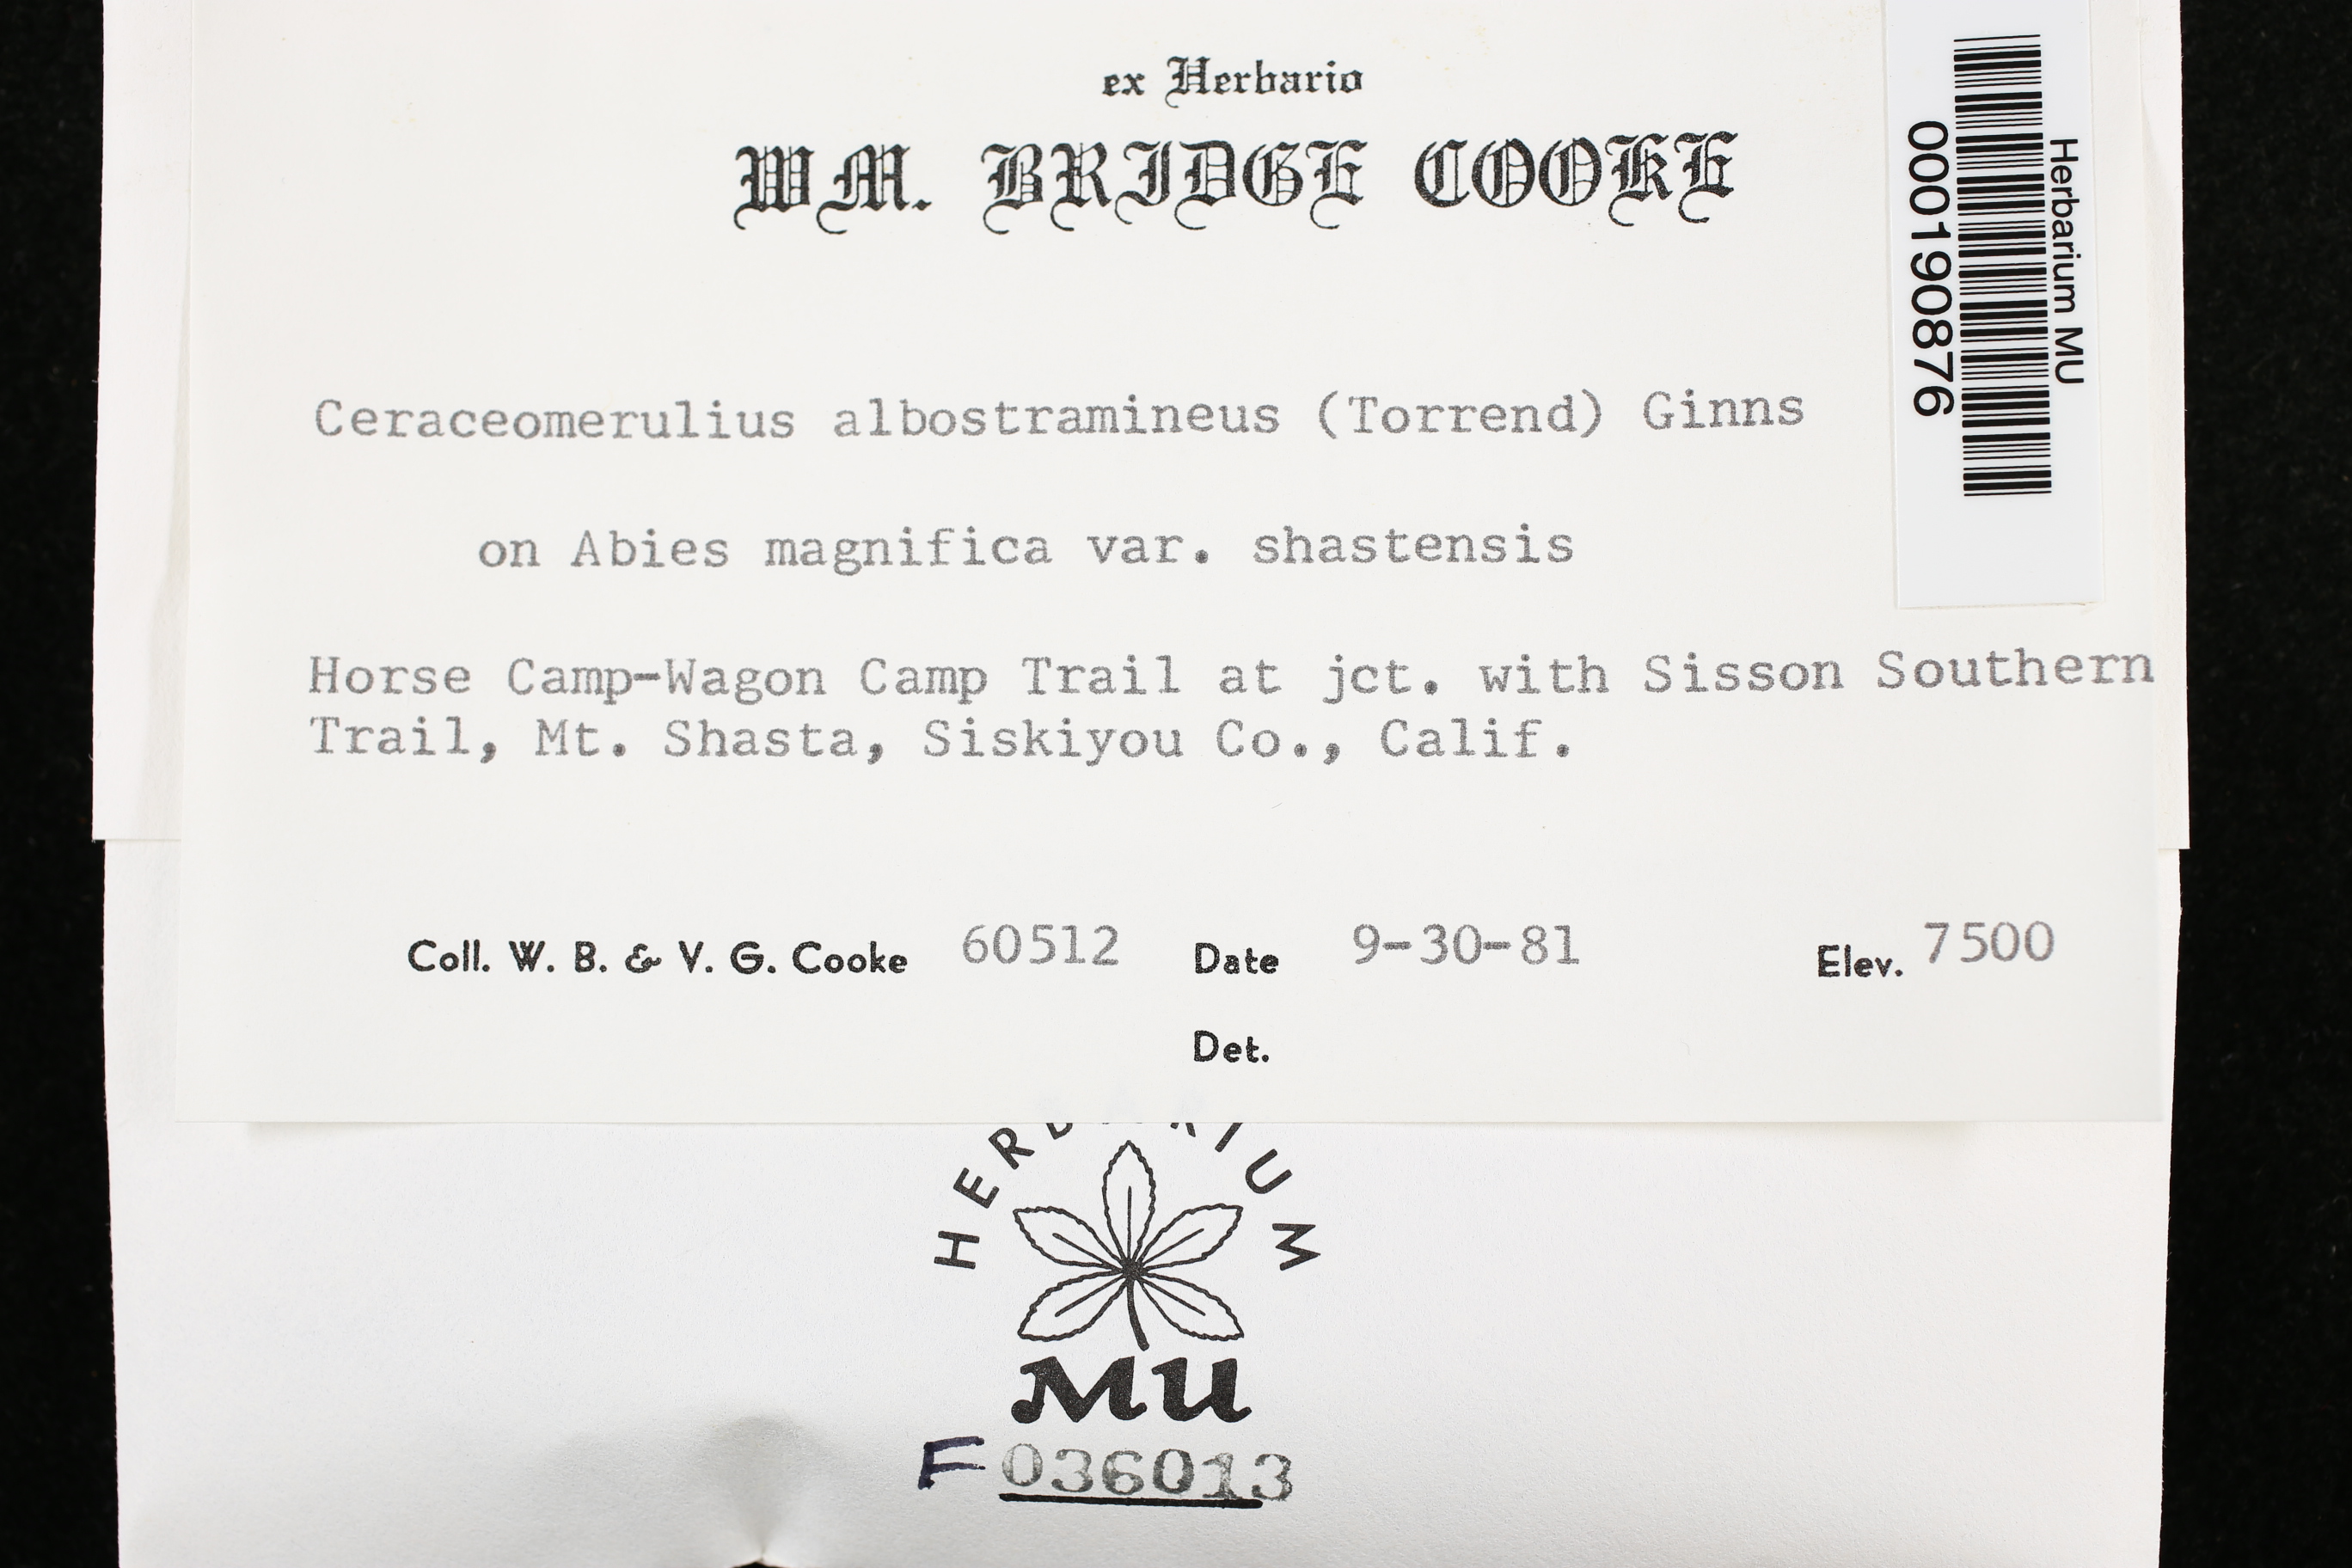 ex Herbario
WM. BRIDGE COOKE
Herbarium MU
000190876
Ceraceomerulius albostramineus (Torrend) Ginns
on Abies magnifica var. shastensis
Horse Camp-Wagon Camp Trail at jct. with Sisson Southern
Trail, Mt. Shasta, Siskiyou Co., Calif.
Coll. W. B. & V. G. Cooke 60512 Date 9-30-81 Elev. 7500
Det.
HERBARIUM
MU
F 036013